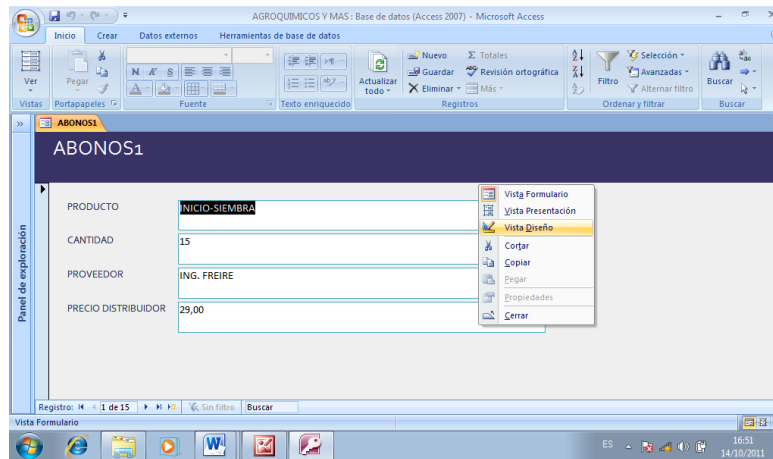 AGROQUIMICOS Y MAS : Base de datos (Access 2007) - Microsoft Access
Inicio Crear Datos externos Herramientas de base de datos
Ver
Vistas
Pegar
Portapapeles
N K S
Fuente
Texto enriquecido
Actualizar todo
Nuevo
Guardar
Eliminar
Σ Totales
Revisión ortográfica
Más
Registros
Filtro
Selección
Avanzadas
Alternar filtro
Ordenar y filtrar
Buscar
Buscar
ABONOS1
ABONOS1
Panel de exploración
PRODUCTO INICIO-SIEMBRA
CANTIDAD 15
PROVEEDOR ING. FREIRE
PRECIO DISTRIBUIDOR 29,00
Vista Formulario
Vista Presentación
Vista Diseño
Cortar
Copiar
Pegar
Propiedades
Cerrar
Registro: 1 de 15 Sin filtro Buscar
Vista Formulario
ES 16:51
14/10/2011